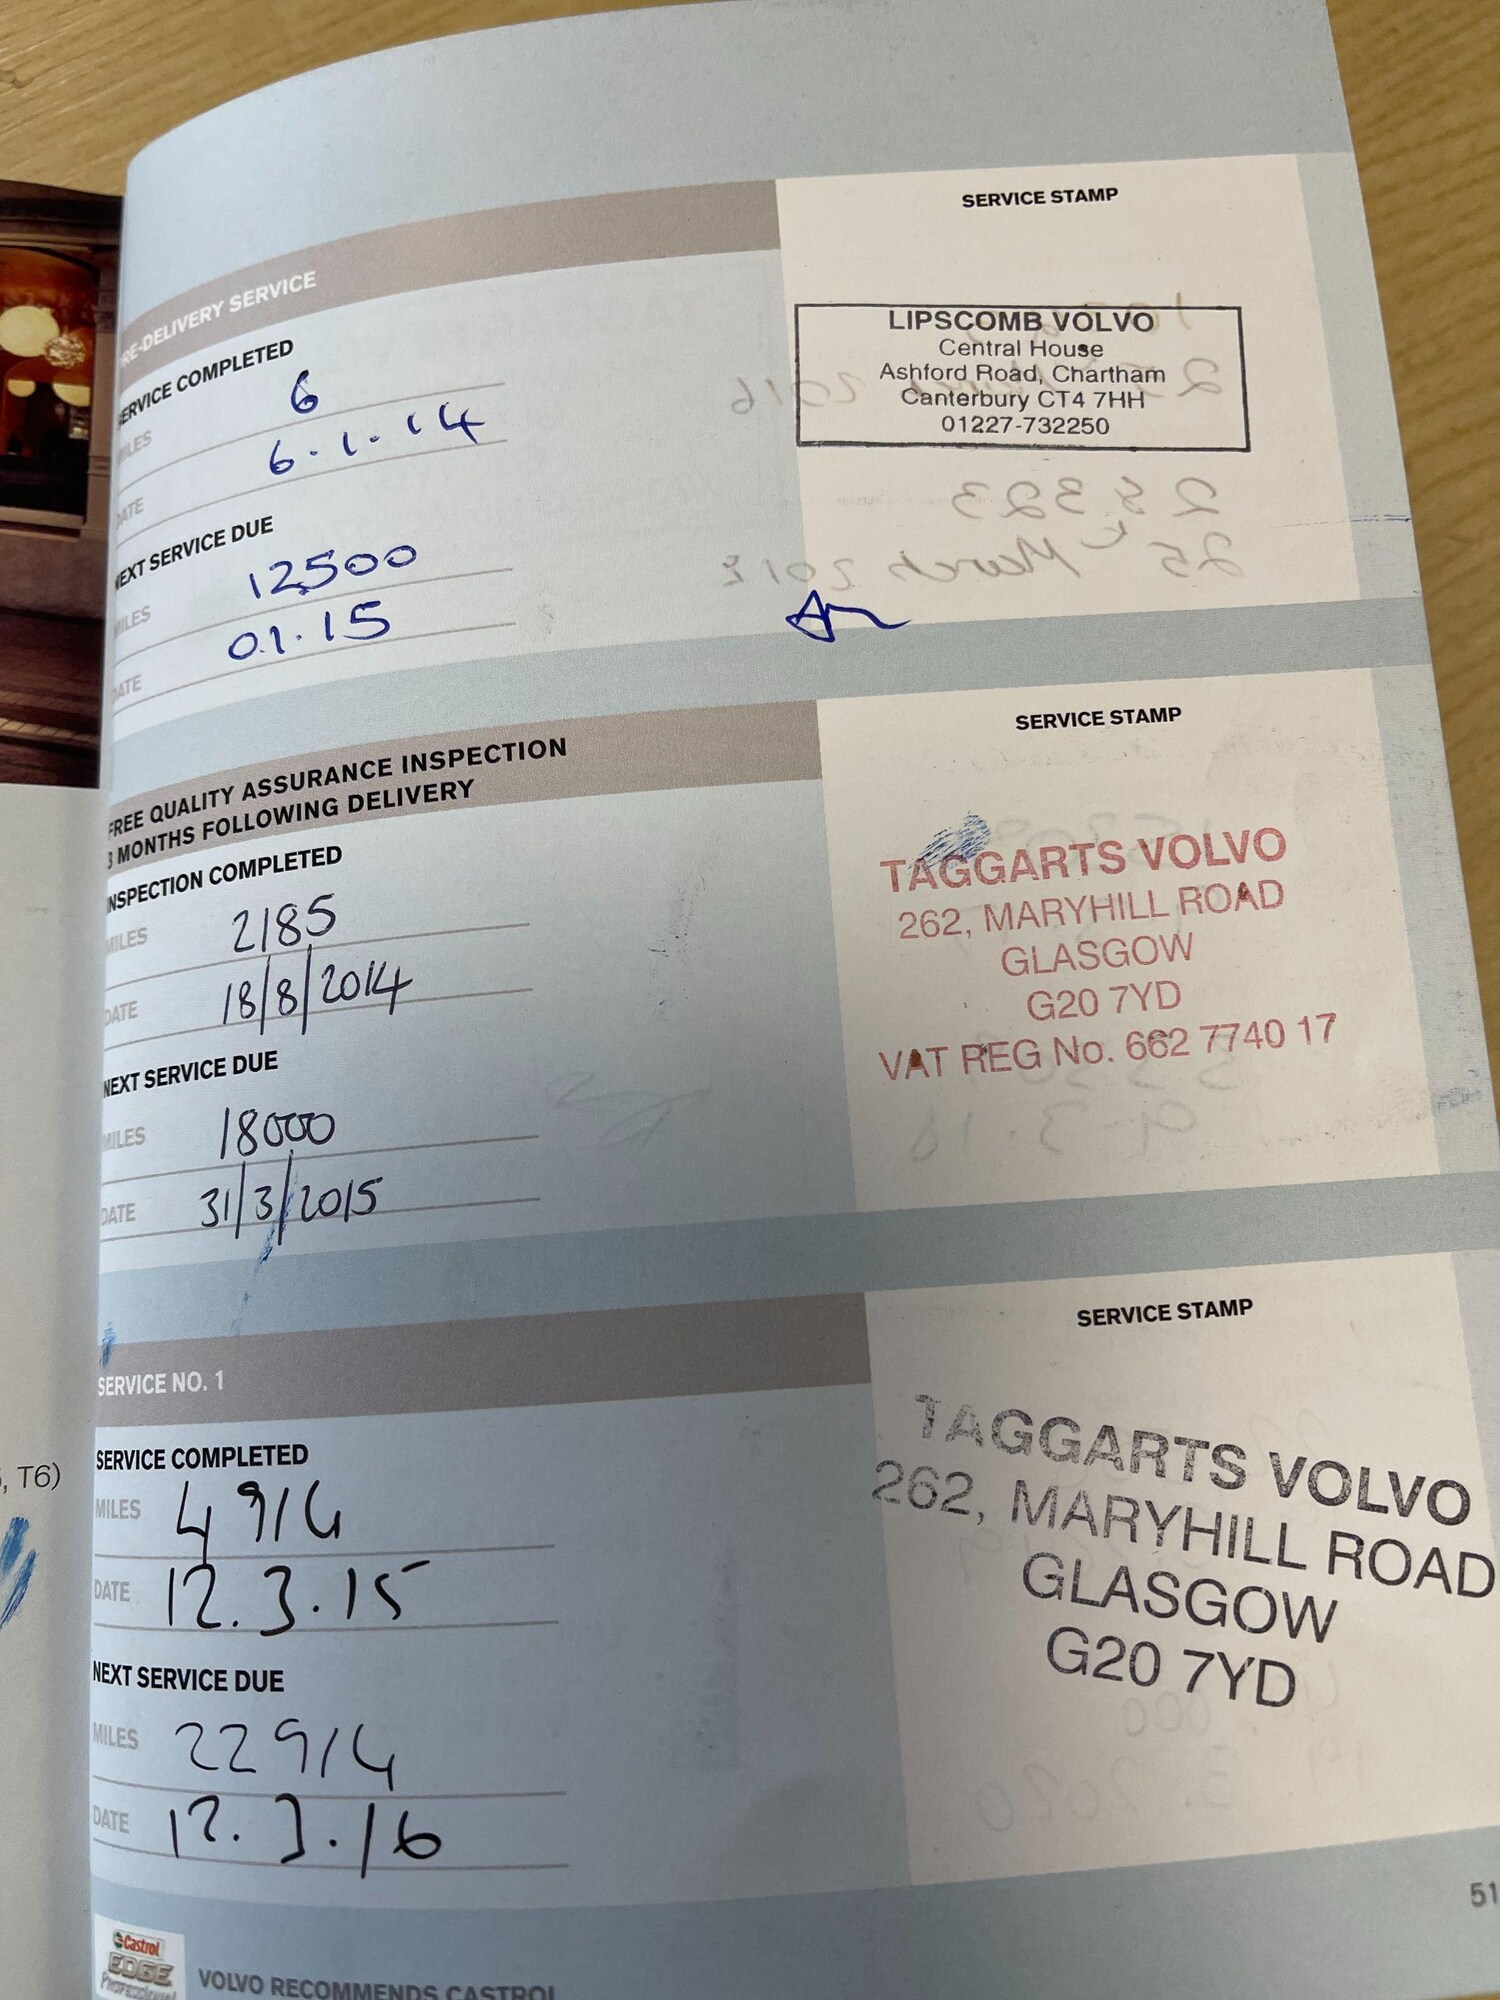 SERVICE STAMP
RE-DELIVERY SERVICE
SERVICE COMPLETED
MILES 6
DATE 6.1.14
NEXT SERVICE DUE
MILES 12500
DATE 01.15
LIPSCOMB VOLVO
Central House
Ashford Road, Chartham
Canterbury CT4 7HH
01227-732250
FREE QUALITY ASSURANCE INSPECTION
3 MONTHS FOLLOWING DELIVERY
INSPECTION COMPLETED
MILES 2185
DATE 18/8/2014
NEXT SERVICE DUE
MILES 18000
DATE 31/3/2015
SERVICE STAMP
TAGGARTS VOLVO
262, MARYHILL ROAD
GLASGOW
G20 7YD
VAT REG No. 662 7740 17
SERVICE NO. 1
SERVICE COMPLETED
MILES 4914
DATE 12.3.15
NEXT SERVICE DUE
MILES 22914
DATE 12.3.16
SERVICE STAMP
TAGGARTS VOLVO
262, MARYHILL ROAD
GLASGOW
G20 7YD
, T6)
51
Castrol
EDGE
Professional
VOLVO RECOMMENDS CASTROL